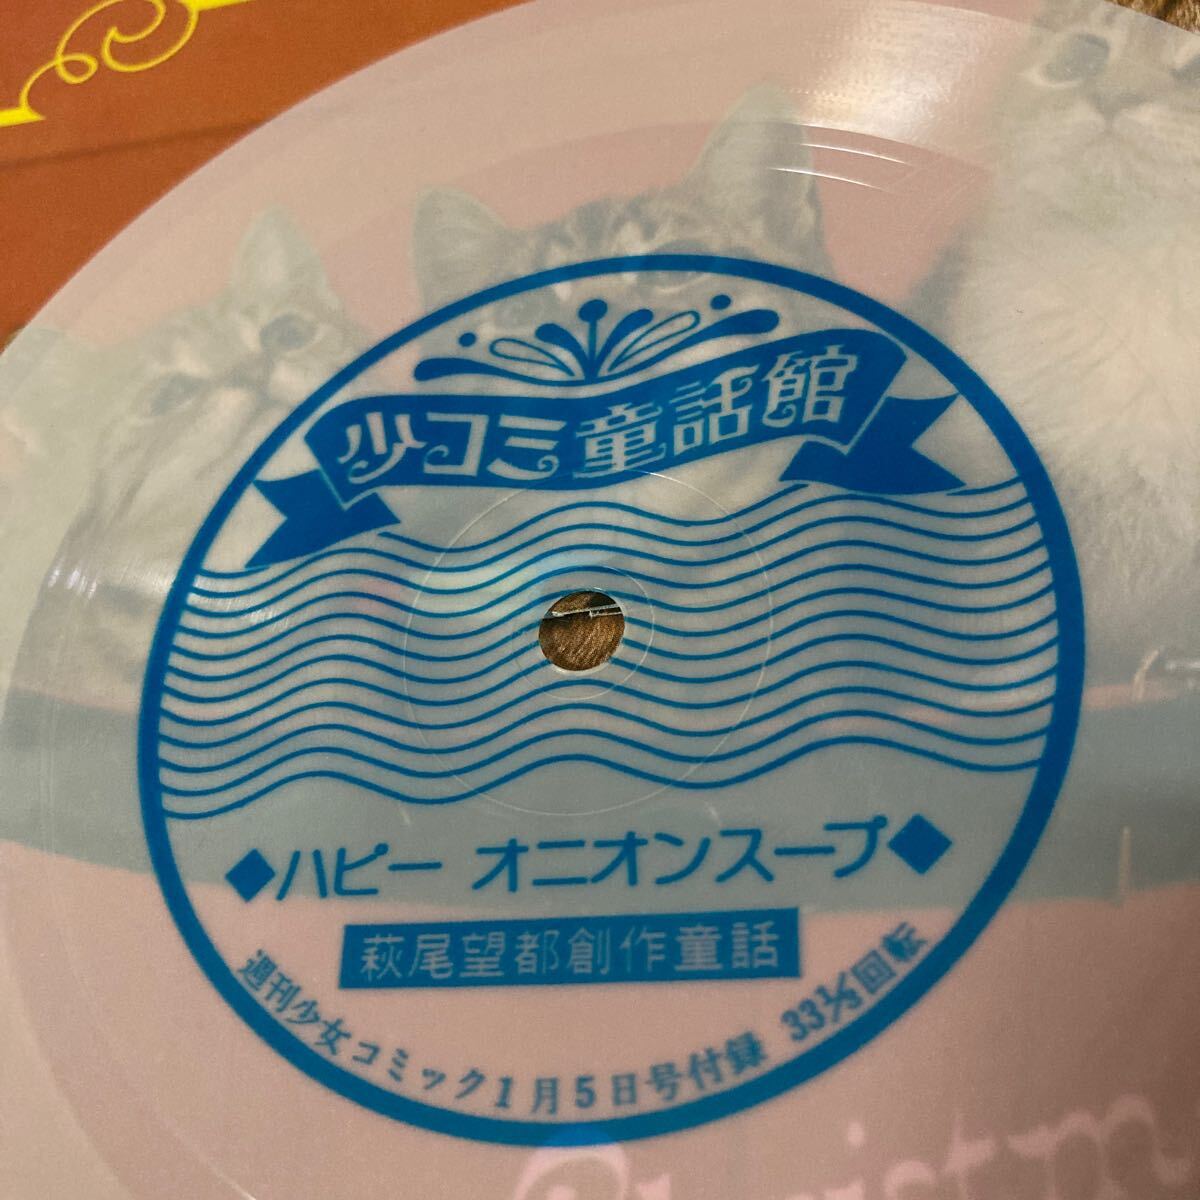 少コミ童話館
◆ハピー オニオンスープ◆
萩尾望都創作童話
週刊少女コミック1月5日号付録 33⅓回転